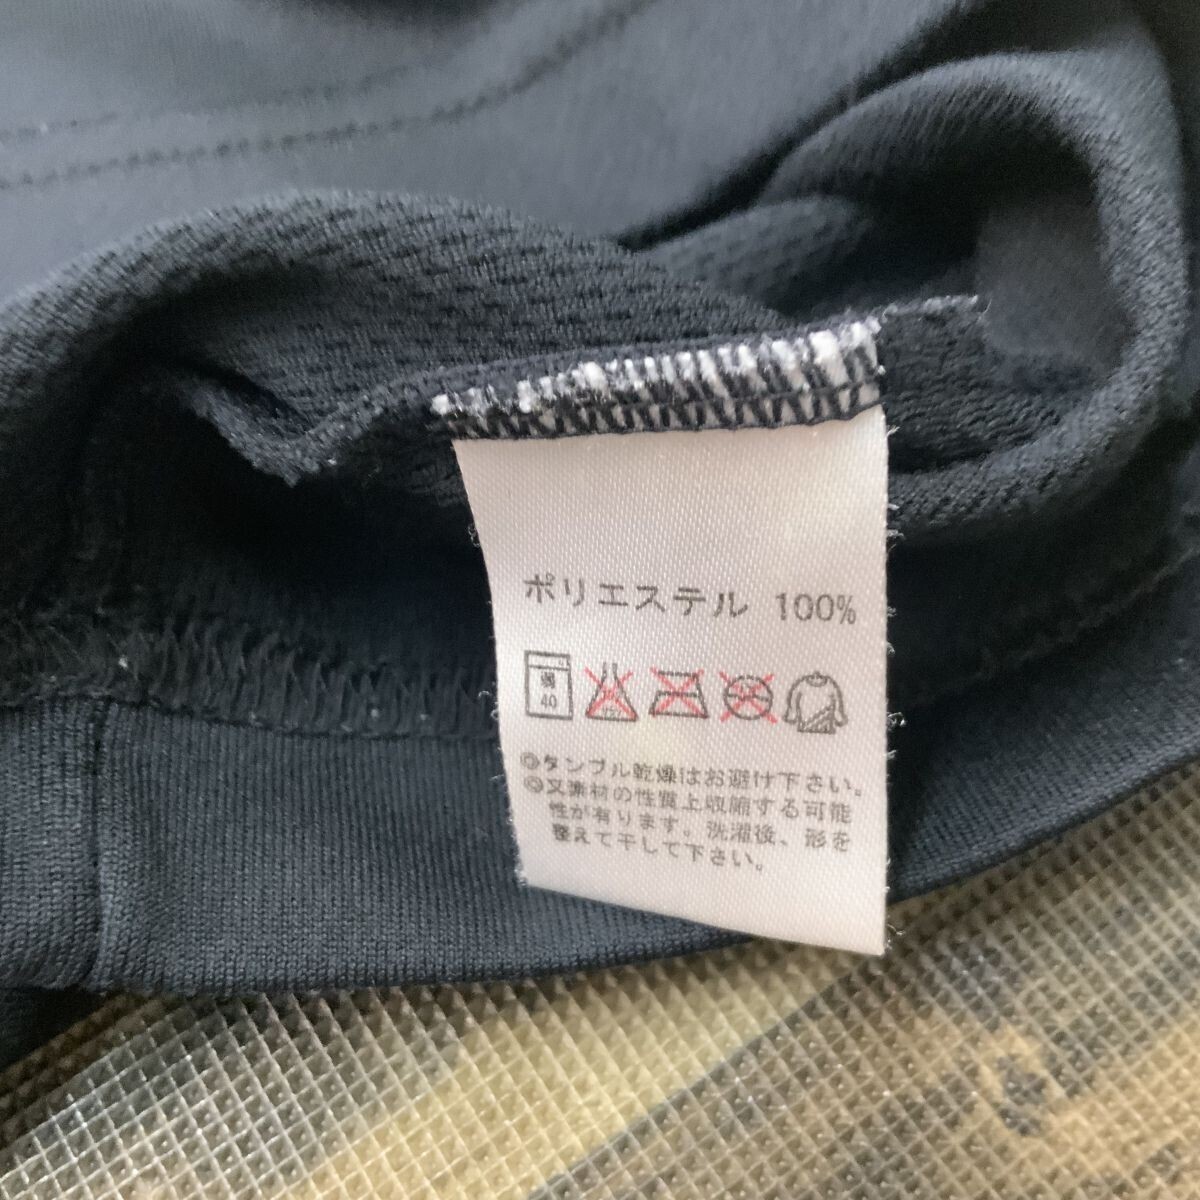 ポリエステル 100%
弱
40
◎タンブル乾燥はお避け下さい。
◎又素材の性質上収縮する可能
性が有ります。洗濯後、形を
整えて干して下さい。